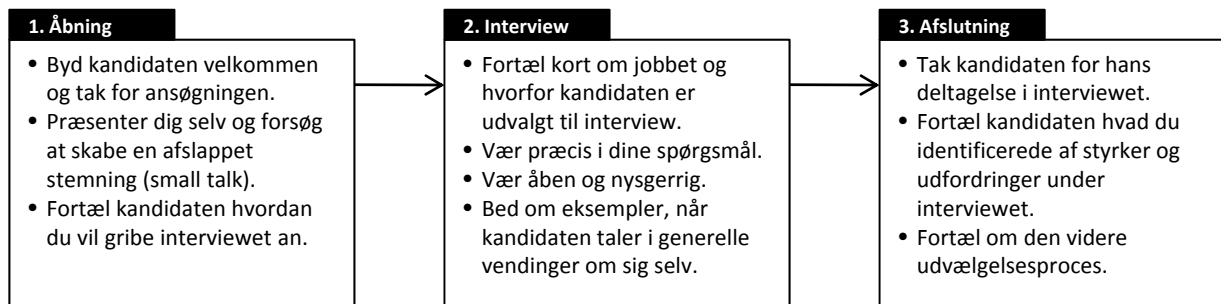 1. Åbning
• Byd kandidaten velkommen
og tak for ansøgningen.
• Præsenter dig selv og forsøg
at skabe en afslappet
stemning (small talk).
• Fortæl kandidaten hvordan
du vil gribe interviewet an.
2. Interview
• Fortæl kort om jobbet og
hvorfor kandidaten er
udvalgt til interview.
• Vær præcis i dine spørgsmål.
• Vær åben og nysgerrig.
• Bed om eksempler, når
kandidaten taler i generelle
vendinger om sig selv.
3. Afslutning
• Tak kandidaten for hans
deltagelse i interviewet.
• Fortæl kandidaten hvad du
identificerede af styrker og
udfordringer under
interviewet.
• Fortæl om den videre
udvælgelsesproces.